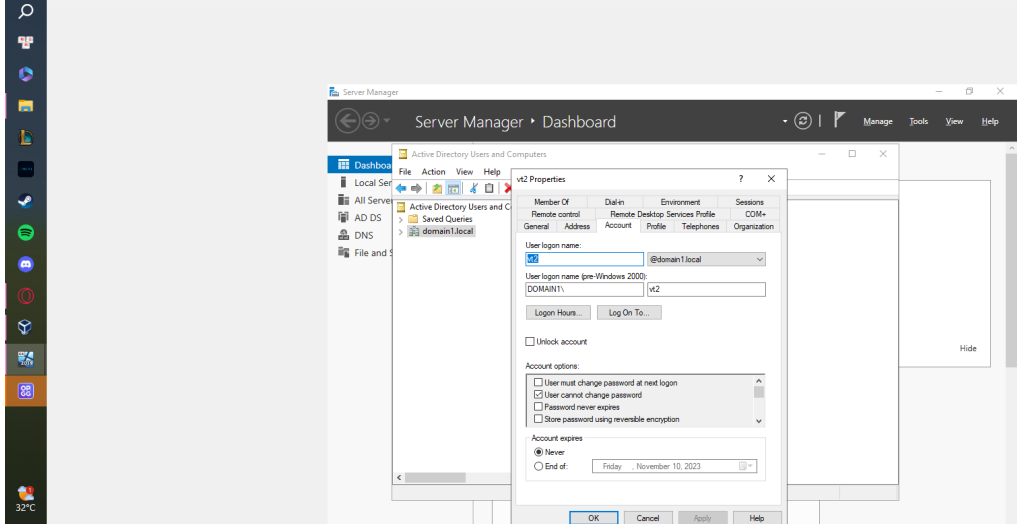 Server Manager
Server Manager • Dashboard
Manage Tools View Help
Dashboa
Local Ser
All Server
AD DS
DNS
File and S
Active Directory Users and Computers
File Action View Help
Active Directory Users and C
Saved Queries
domain1.local
vt2 Properties
? X
Member Of Dial-in Environment Sessions
Remote control Remote Desktop Services Profile COM+
General Address Account Profile Telephones Organization
User logon name:
vt2 @domain1.local
User logon name (pre-Windows 2000):
DOMAIN1\ vt2
Logon Hours... Log On To...
Unlock account
Account options:
User must change password at next logon
User cannot change password
Password never expires
Store password using reversible encryption
Account expires
Never
End of: Friday , November 10, 2023
OK Cancel Apply Help
Hide
OP.GG
32°C